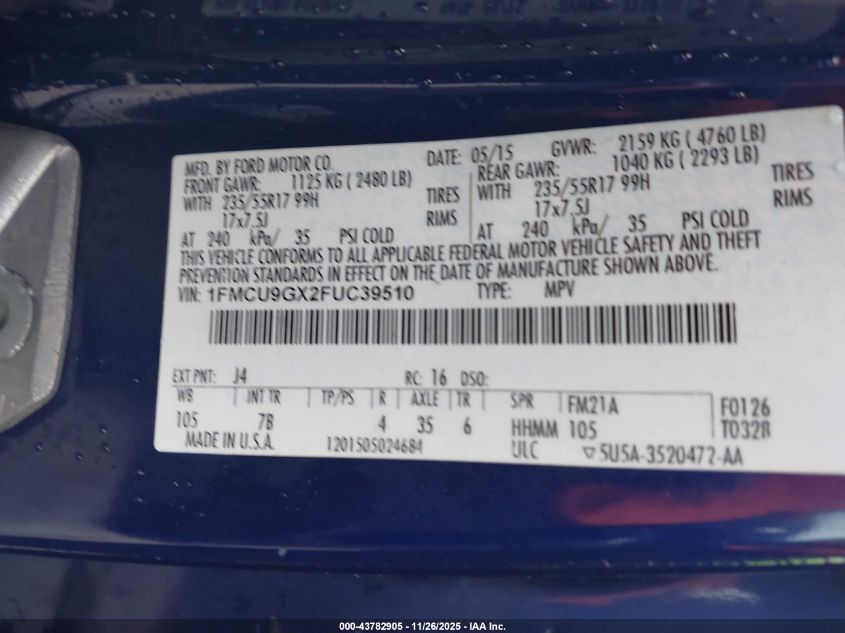 MFD. BY FORD MOTOR CO. DATE: 05/15 GVWR: 2159 KG ( 4760 LB)
FRONT GAWR: 1125 KG ( 2480 LB) REAR GAWR: 1040 KG ( 2293 LB)
WITH 235/55R17 99H TIRES WITH 235/55R17 99H TIRES
17x7.5J RIMS 17x7.5J RIMS
AT 240 kPa/ 35 PSI COLD AT 240 kPa/ 35 PSI COLD
THIS VEHICLE CONFORMS TO ALL APPLICABLE FEDERAL MOTOR VEHICLE SAFETY AND THEFT
PREVENTION STANDARDS IN EFFECT ON THE DATE OF MANUFACTURE SHOWN ABOVE.
VIN: 1FMCU9GX2FUC39510 TYPE: MPV
EXT PNT: J4 RC: 16 DSO:
WB INT TR TP/PS R AXLE TR SPR FM21A F0126
105 7B 4 35 6 HHMM 105 T0328
MADE IN U.S.A. 1201505024684 ULC 5U5A-3520472-AA
000-43782905 - 11/26/2025 - IAA Inc.